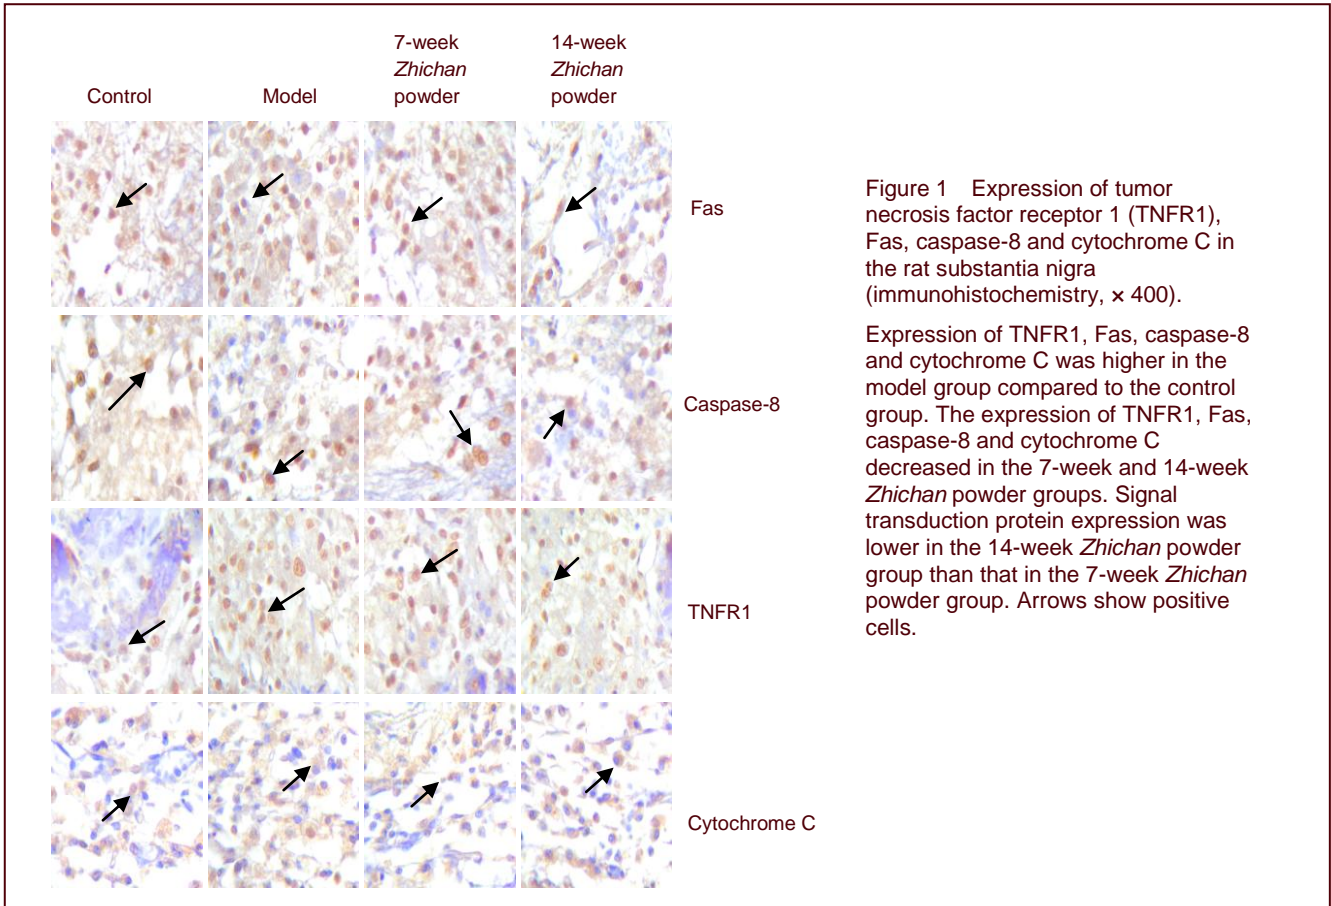 7-week
Zhichan
powder
14-week
Zhichan
powder
Control
Model
Fas
Caspase-8
TNFR1
Cytochrome C
Figure 1 Expression of tumor
necrosis factor receptor 1 (TNFR1),
Fas, caspase-8 and cytochrome C in
the rat substantia nigra
(immunohistochemistry, × 400).
Expression of TNFR1, Fas, caspase-8
and cytochrome C was higher in the
model group compared to the control
group. The expression of TNFR1, Fas,
caspase-8 and cytochrome C
decreased in the 7-week and 14-week
Zhichan powder groups. Signal
transduction protein expression was
lower in the 14-week Zhichan powder
group than that in the 7-week Zhichan
powder group. Arrows show positive
cells.